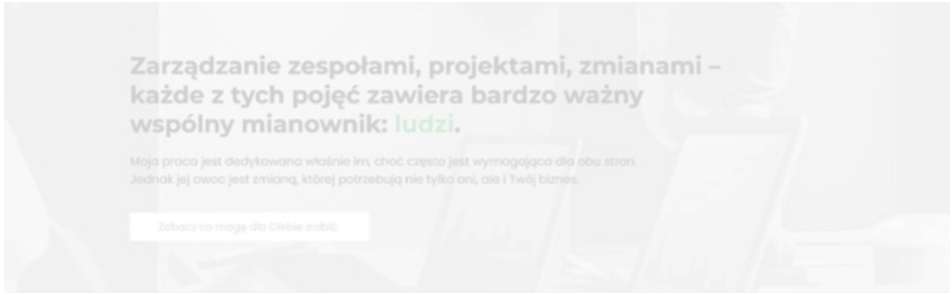 Zarządzanie zespołami, projektami, zmianami –
każde z tych pojęć zawiera bardzo ważny
wspólny mianownik: ludzi.
Moja praca jest dedykowana właśnie im, choć często jest wymagająca dla obu stron.
Jednak jej owoc jest zmianą, której potrzebują nie tylko oni, ale i Twój biznes.
Zobacz co mogę dla Ciebie zrobić